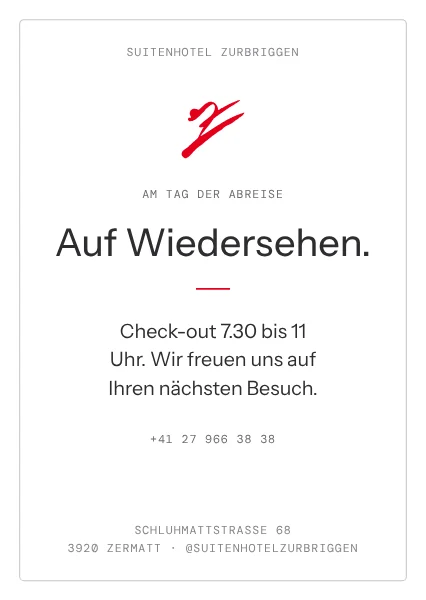 SUITENHOTEL ZURBRIGGEN
AM TAG DER ABREISE
Auf Wiedersehen.
Check-out 7.30 bis 11
Uhr. Wir freuen uns auf
Ihren nächsten Besuch.
+41 27 966 38 38
SCHLUHMATTSTRASSE 68
3920 ZERMATT · @SUITENHOTELZURBRIGGEN